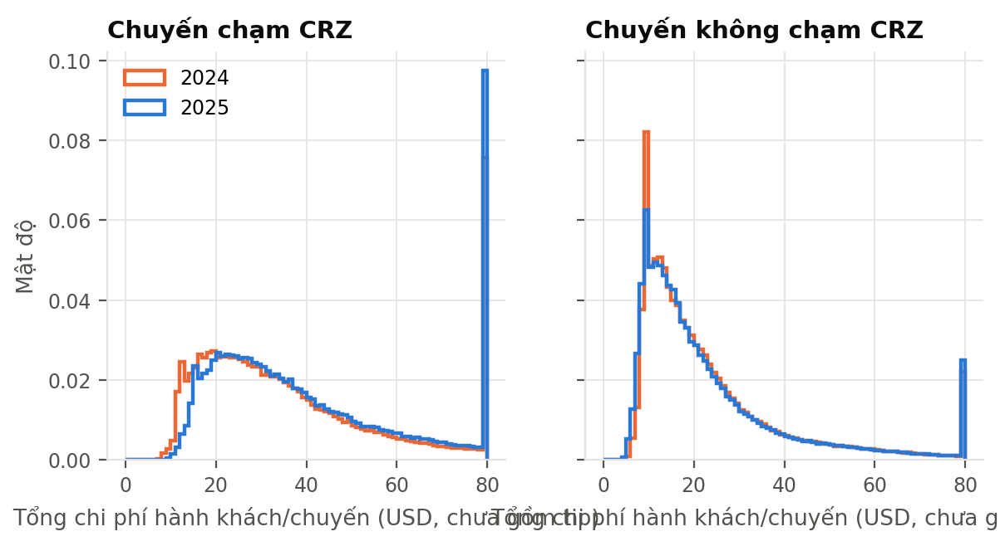 Chuyến chạm CRZ
Chuyến không chạm CRZ
2024
2025
Mật độ
0.10
0.08
0.06
0.04
0.02
0.00
0 20 40 60 80
0 20 40 60 80
Tổng chi phí hành khách/chuyến (USD, chưa gồm tip)
Tổng chi phí hành khách/chuyến (USD, chưa g